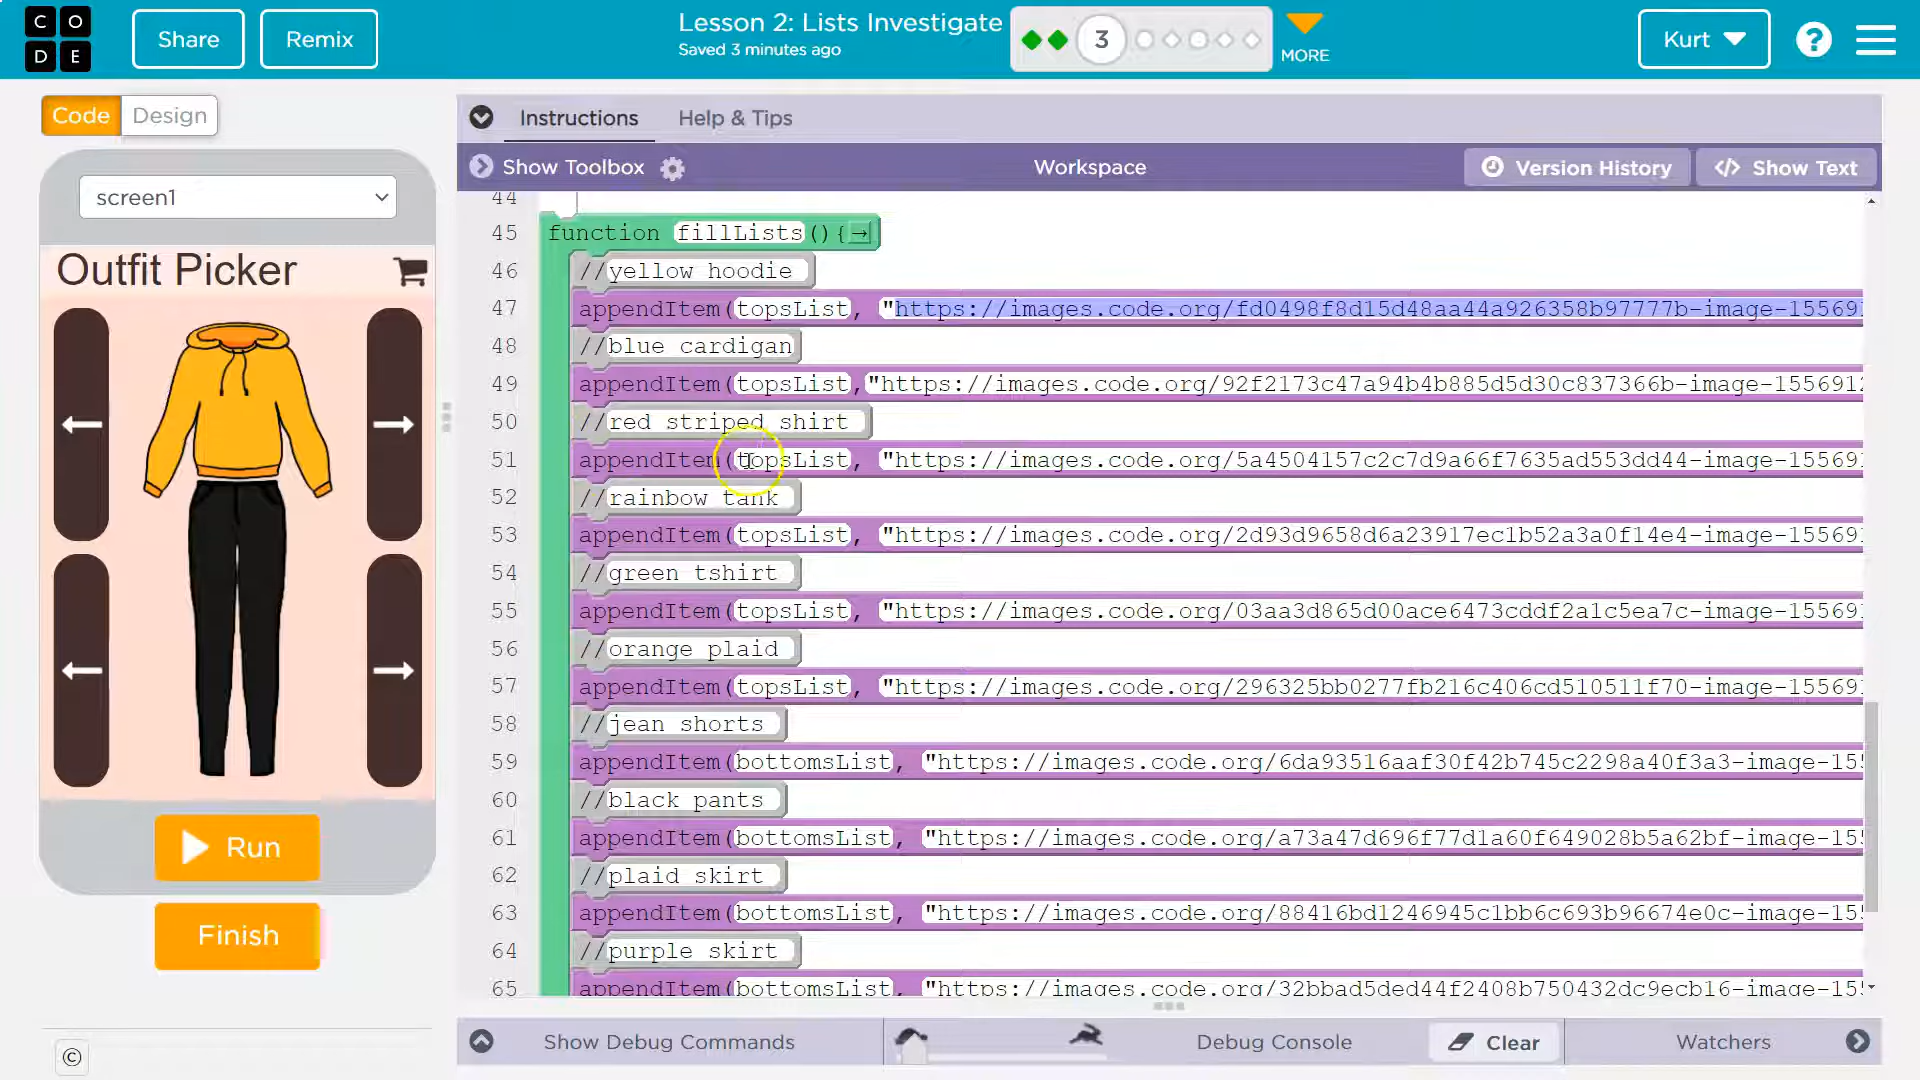 CO
DE
Share
Remix
Lesson 2: Lists Investigate
Saved 3 minutes ago
3
MORE
Kurt
?
Code
Design
Instructions
Help & Tips
Show Toolbox
Workspace
Version History
</> Show Text
screen1
Outfit Picker
Run
Finish
©
44
45 function fillLists(){
46 //yellow hoodie
47 appendItem(topsList, "https://images.code.org/fd0498f8d15d48aa44a926358b97777b-image-15569
48 //blue cardigan
49 appendItem(topsList,"https://images.code.org/92f2173c47a94b4b885d5d30c837366b-image-155691
50 //red striped shirt
51 appendItem(topsList, "https://images.code.org/5a4504157c2c7d9a66f7635ad553dd44-image-15569
52 //rainbow tank
53 appendItem(topsList, "https://images.code.org/2d93d9658d6a23917ec1b52a3a0f14e4-image-15569
54 //green tshirt
55 appendItem(topsList, "https://images.code.org/03aa3d865d00ace6473cddf2a1c5ea7c-image-15569
56 //orange plaid
57 appendItem(topsList, "https://images.code.org/296325bb0277fb216c406cd510511f70-image-15569
58 //jean shorts
59 appendItem(bottomsList, "https://images.code.org/6da93516aaf30f42b745c2298a40f3a3-image-15
60 //black pants
61 appendItem(bottomsList, "https://images.code.org/a73a47d696f77d1a60f649028b5a62bf-image-15
62 //plaid skirt
63 appendItem(bottomsList, "https://images.code.org/88416bd1246945c1bb6c693b96674e0c-image-15
64 //purple skirt
65 appendItem(bottomsList, "https://images.code.org/32bbad5ded44f2408b750432dc9ecb16-image-15
Show Debug Commands
Debug Console
Clear
Watchers